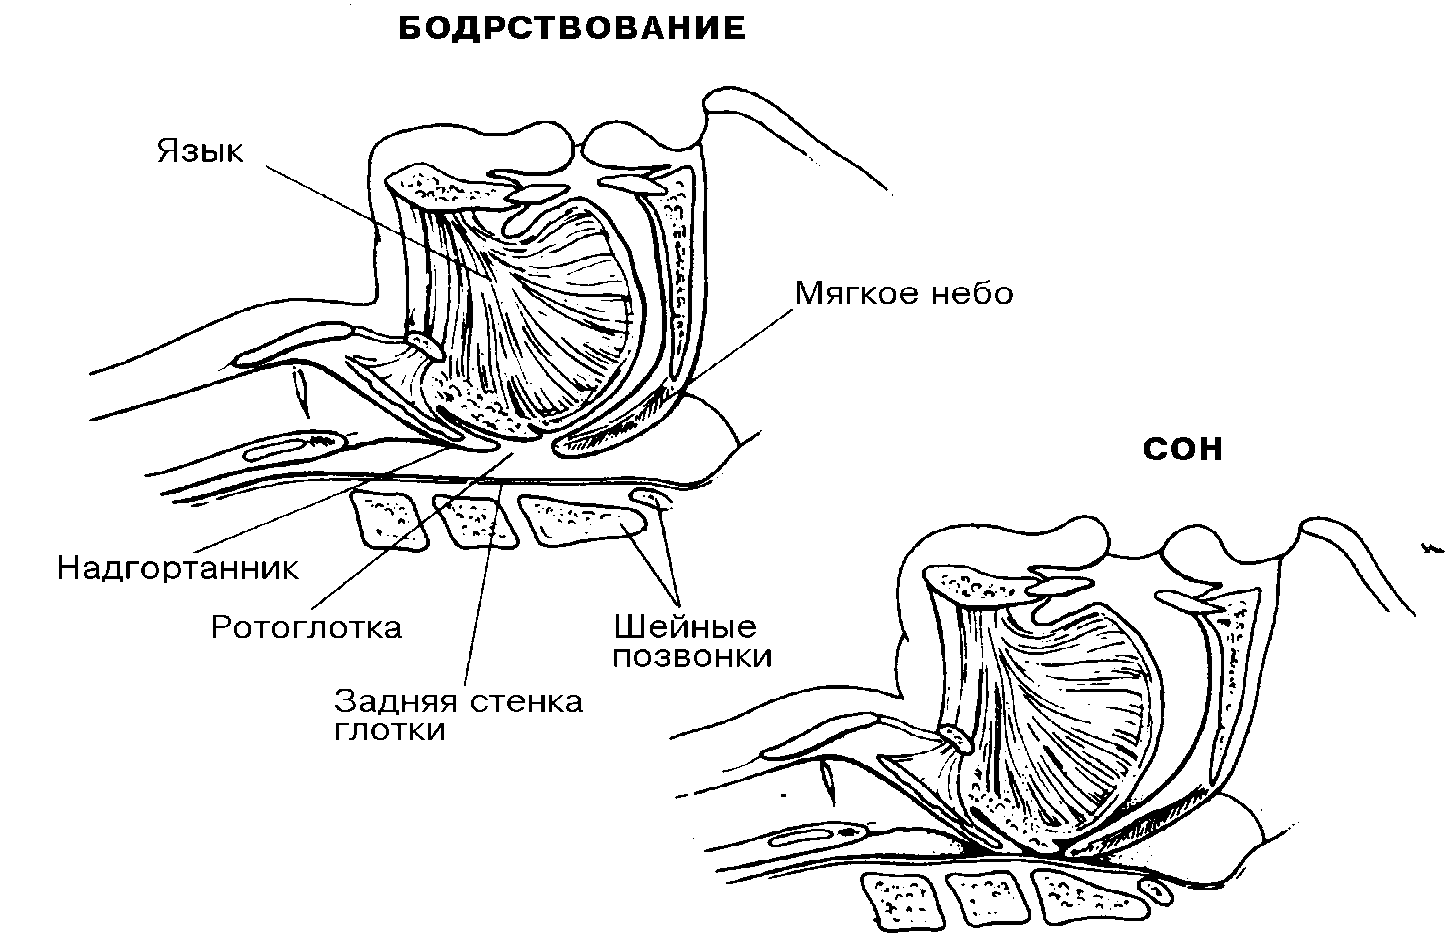 БОДРСТВОВАНИЕ
Язык
Мягкое небо
СОН
Надгортанник
Ротоглотка
Шейные
позвонки
Задняя стенка
глотки